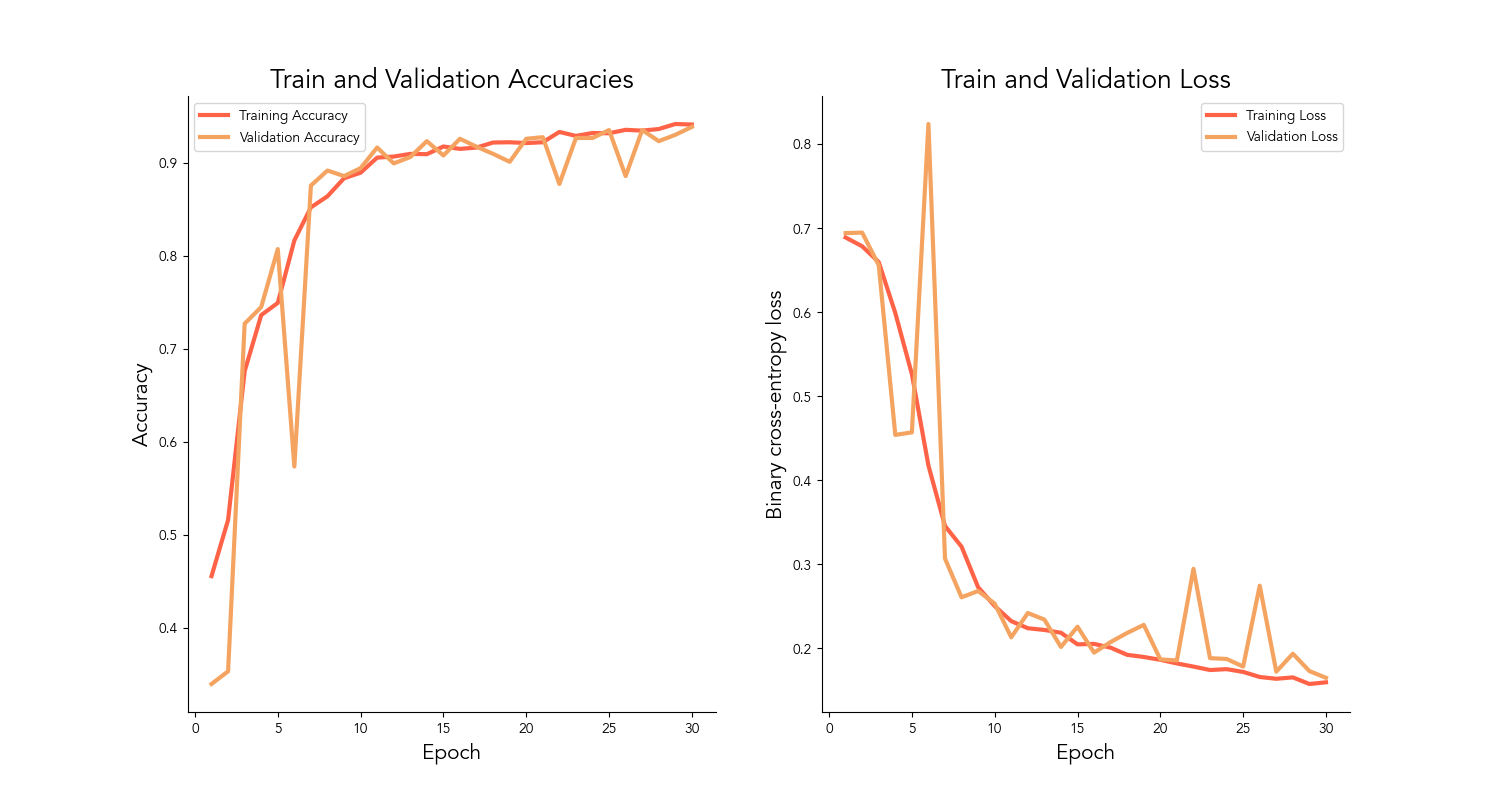 Train and Validation Accuracies
Training Accuracy
Validation Accuracy
Accuracy
0.9
0.8
0.7
0.6
0.5
0.4
0 5 10 15 20 25 30
Epoch
Train and Validation Loss
Training Loss
Validation Loss
Binary cross-entropy loss
0.8
0.7
0.6
0.5
0.4
0.3
0.2
0 5 10 15 20 25 30
Epoch